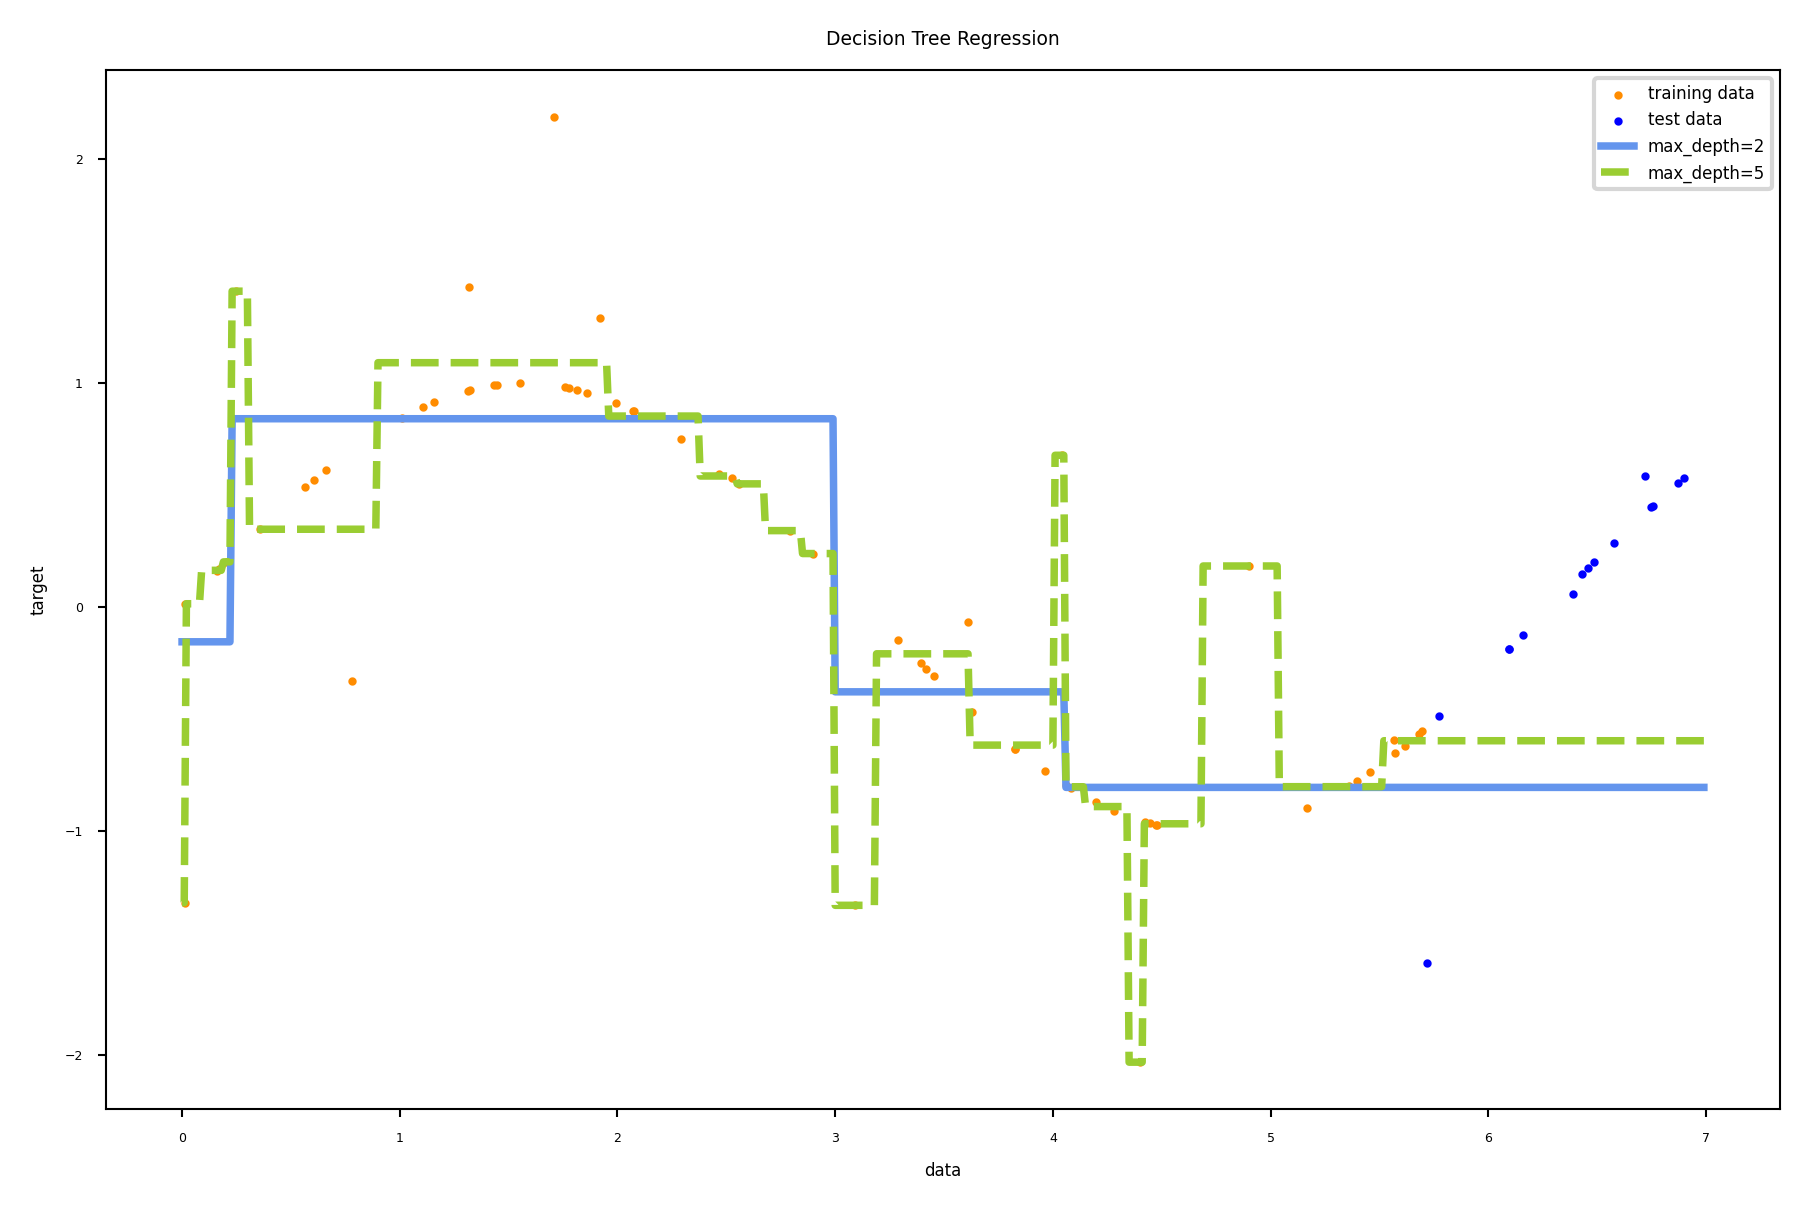 Decision Tree Regression
training data
test data
max_depth=2
max_depth=5
2
1
0
−1
−2
target
0 1 2 3 4 5 6 7
data